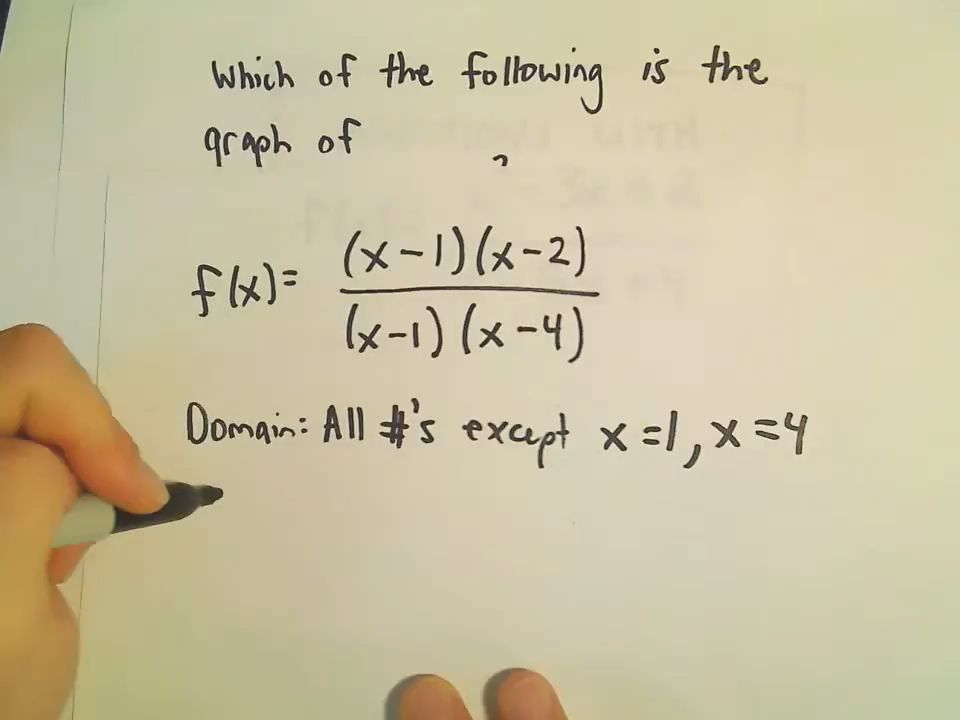 Which of the following is the
graph of ?
f(x) = (x-1)(x-2)
(x-1)(x-4)
Domain: All #'s except x=1, x=4